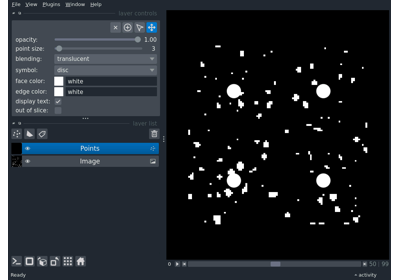 File View Plugins Window Help
layer controls
opacity: 1.00
point size: 3
blending: translucent
symbol: disc
face color: white
edge color: white
display text:
out of slice:
layer list
Points
Image
0 50 99
Ready activity